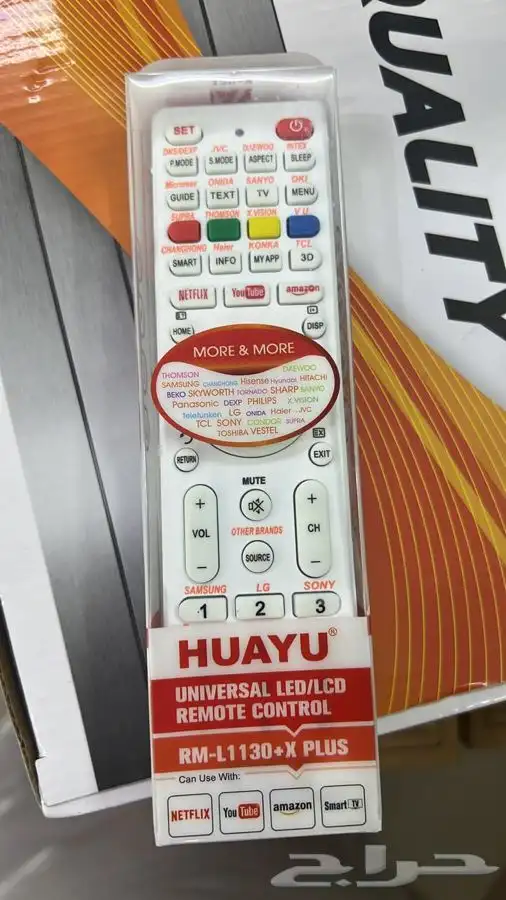 QUALITY
SET
ONS/DEXP JVC DAEWOO INTEX
P.MODE S.MODE ASPECT SLEEP
Micromax ONIDA SANYO OKI
GUIDE TEXT TV MENU
SUPRA THOMSON X.VISION V.U.
CHANGHONG Haier KONKA TCL
SMART INFO MY APP 3D
NETFLIX YouTube amazon
HOME DISP
MORE & MORE
THOMSON DAEWOO
SAMSUNG CHANGHONG Hisense Hyundai HITACHI
BEKO SKYWORTH TORNADO SHARP SANYO
Panasonic DEXP PHILIPS X.VISION
Telefunken LG ONIDA Haier JVC
TCL SONY CONDOR SUPRA
TOSHIBA VESTEL
RETURN EXIT
MUTE
+ +
VOL CH
OTHER BRANDS
SOURCE
- -
SAMSUNG LG SONY
1 2 3
HUAYU®
UNIVERSAL LED/LCD
REMOTE CONTROL
RM-L1130+X PLUS
Can Use With:
NETFLIX YouTube amazon Smart TV
حراج